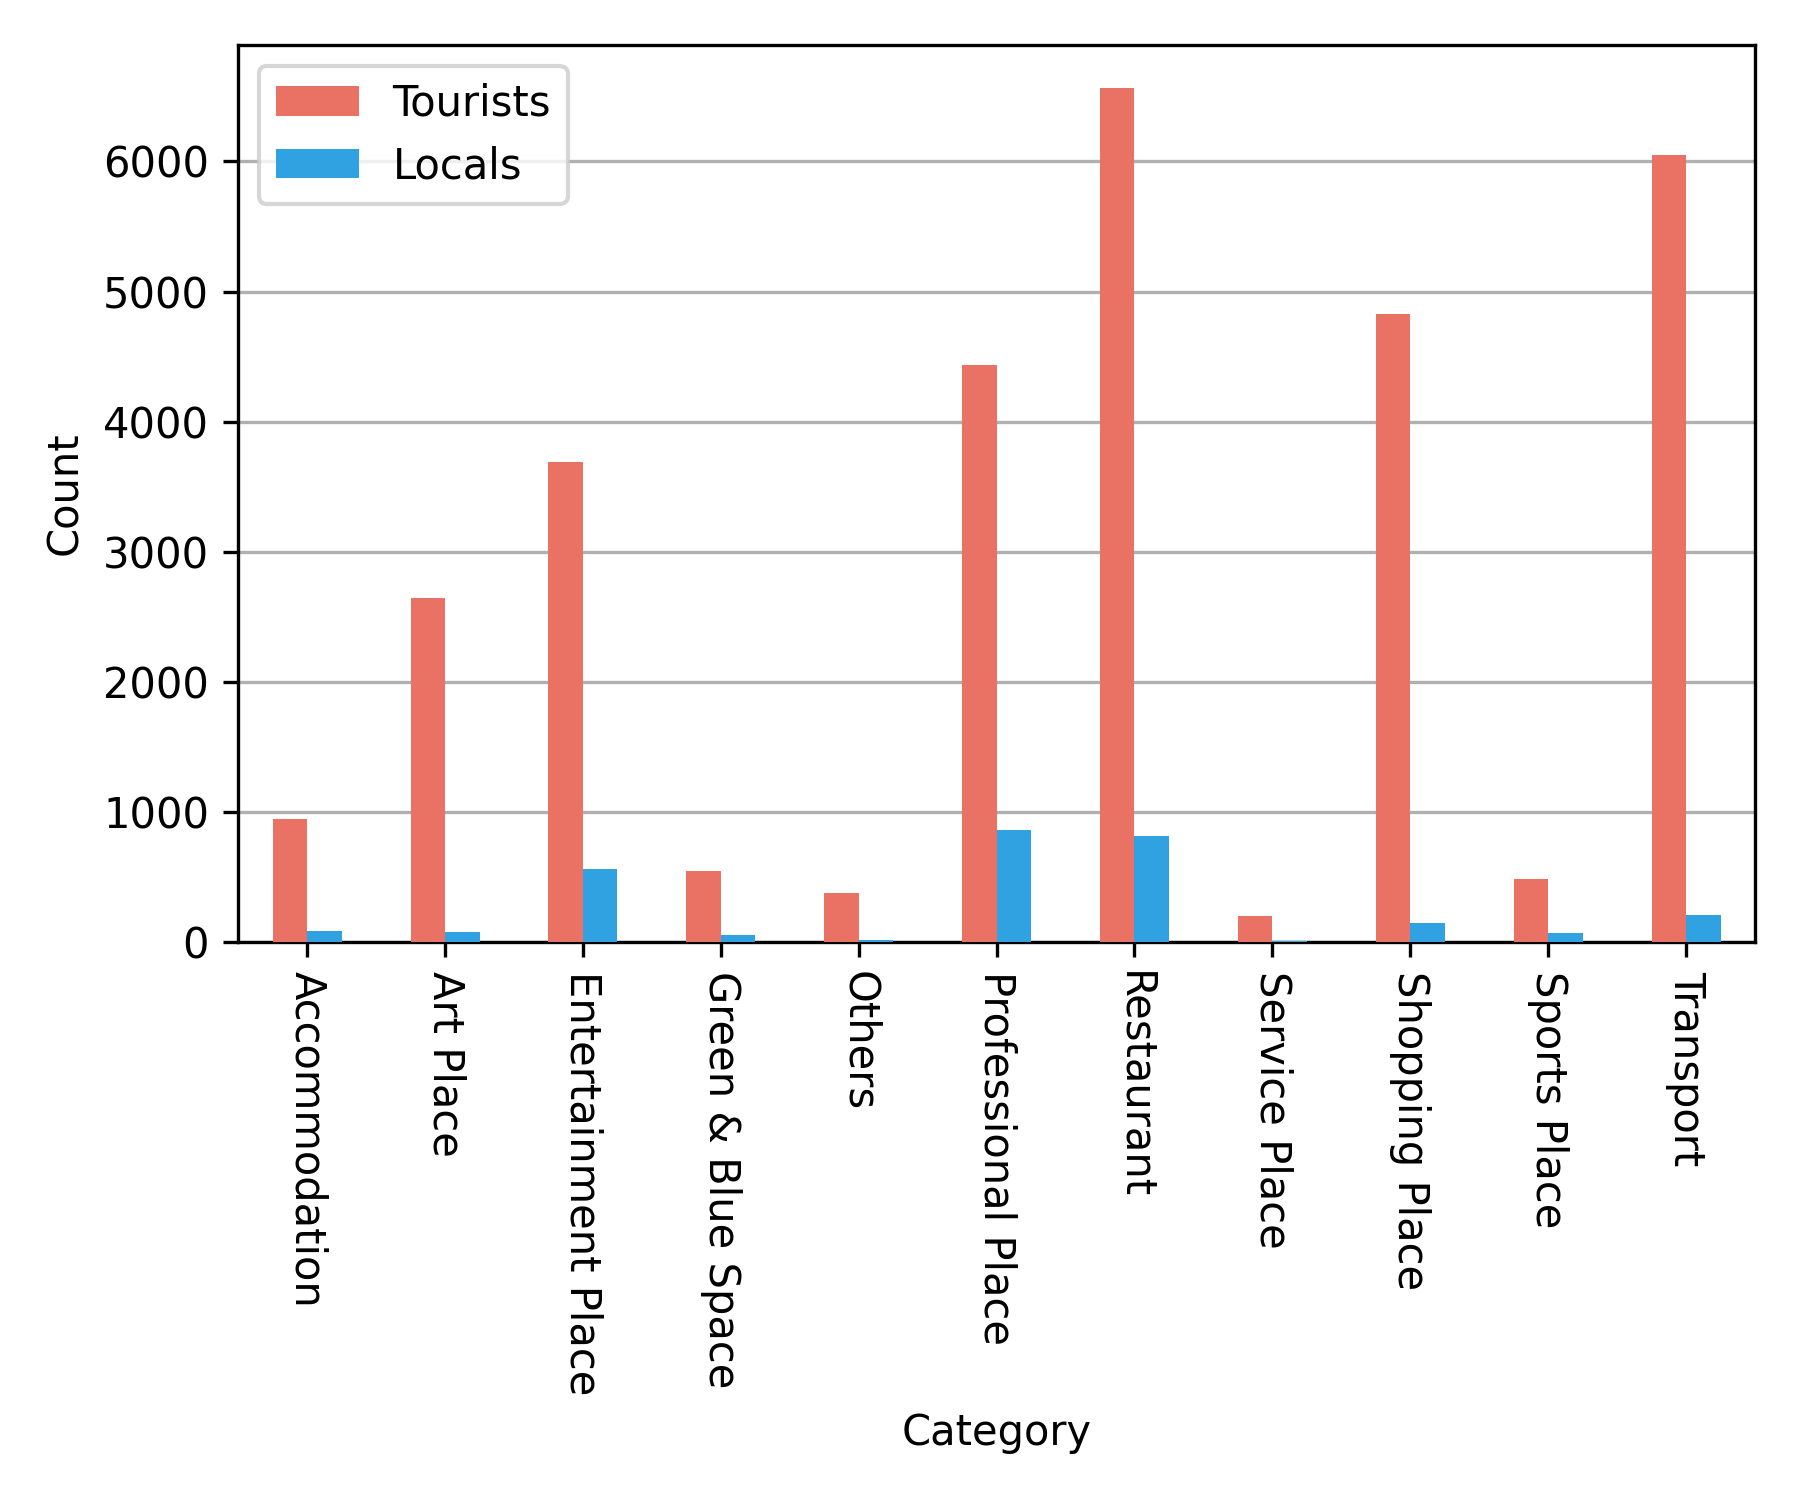 Tourists
Locals
6000
5000
4000
3000
2000
1000
0
Count
Accommodation
Art Place
Entertainment Place
Green & Blue Space
Others
Professional Place
Restaurant
Service Place
Shopping Place
Sports Place
Transport
Category